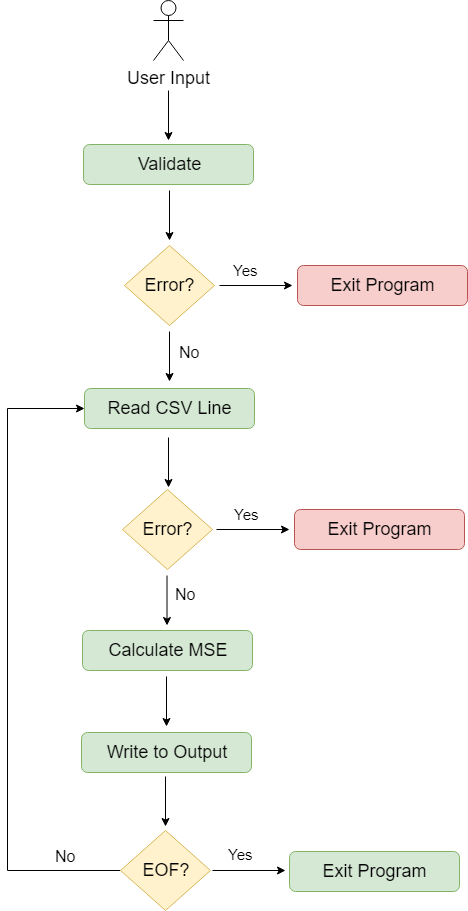 User Input
Validate
Error?
Yes
Exit Program
No
Read CSV Line
Error?
Yes
Exit Program
No
Calculate MSE
Write to Output
No
EOF?
Yes
Exit Program